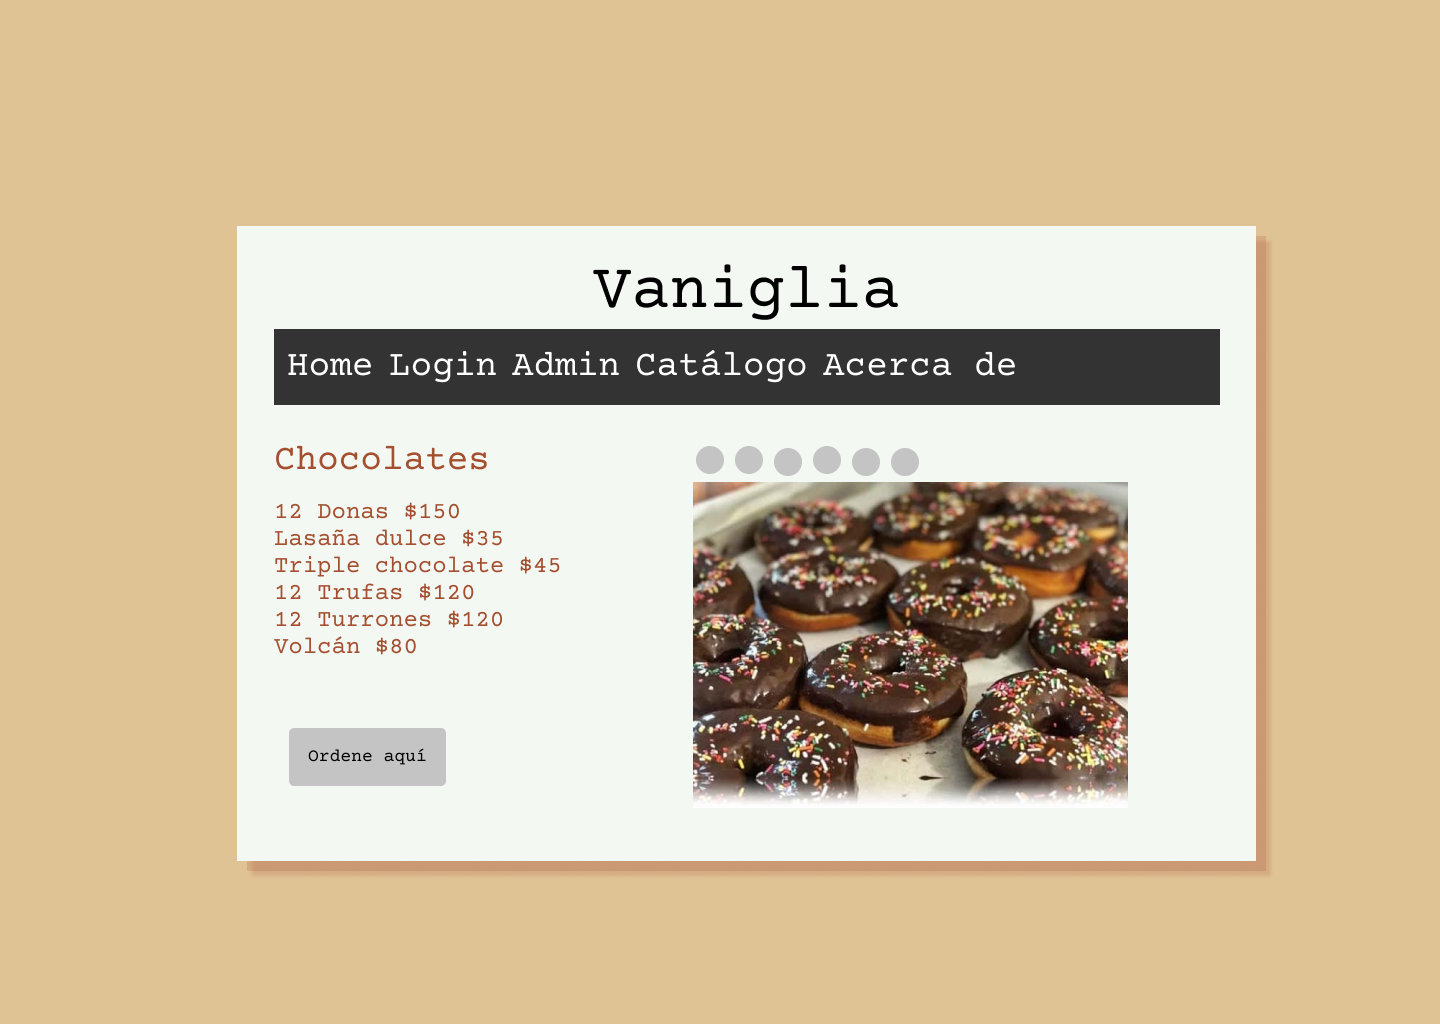 Vaniglia
Home Login Admin Catálogo Acerca de
Chocolates
12 Donas $150
Lasaña dulce $35
Triple chocolate $45
12 Trufas $120
12 Turrones $120
Volcán $80
Ordene aquí